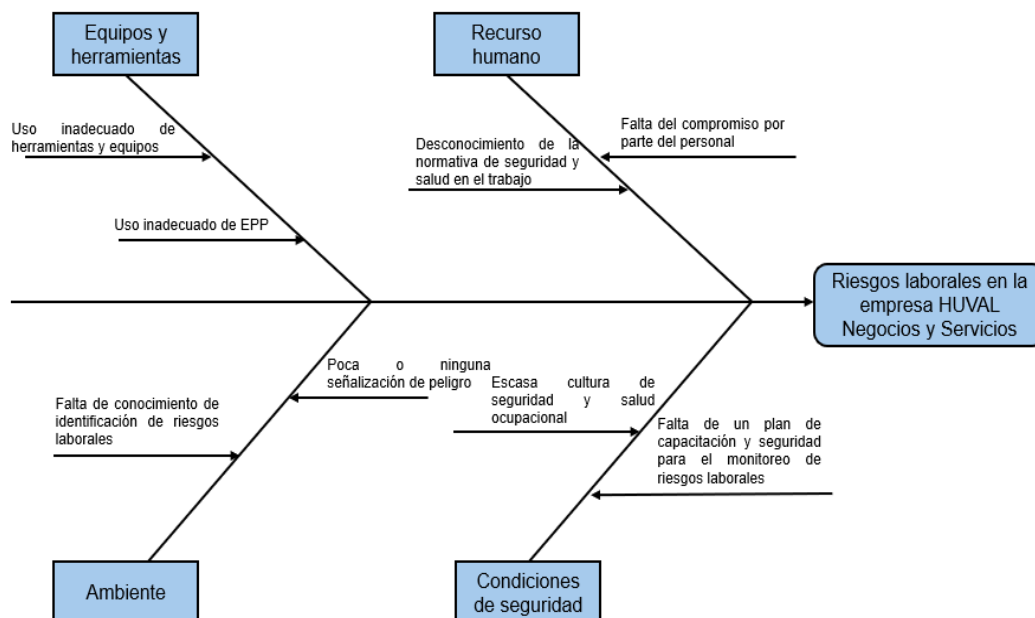 Equipos y
herramientas
Recurso
humano
Uso inadecuado de
herramientas y equipos
Falta del compromiso por
parte del personal
Desconocimiento de la
normativa de seguridad y
salud en el trabajo
Uso inadecuado de EPP
Riesgos laborales en la
empresa HUVAL
Negocios y Servicios
Poca o ninguna
señalización de peligro
Escasa cultura de
seguridad y salud
ocupacional
Falta de conocimiento de
identificación de riesgos
laborales
Falta de un plan de
capacitación y seguridad
para el monitoreo de
riesgos laborales
Ambiente
Condiciones
de seguridad